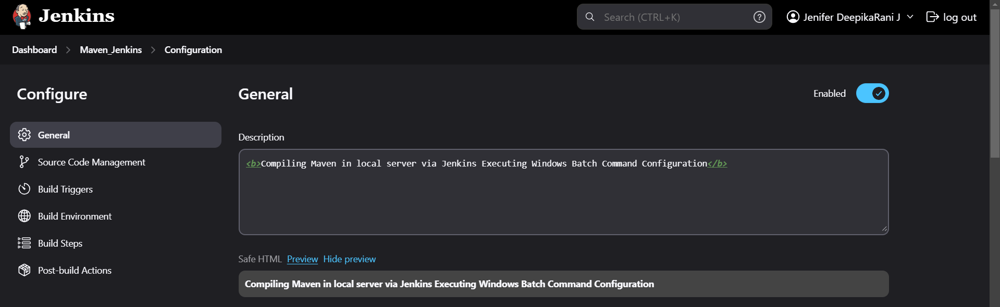 Jenkins
Search (CTRL+K)
?
Jenifer DeepikaRani J
log out
Dashboard
Maven_Jenkins
Configuration
Configure
General
Source Code Management
Build Triggers
Build Environment
Build Steps
Post-build Actions
General
Enabled
Description
<b>Compiling Maven in local server via Jenkins Executing Windows Batch Command Configuration</b>
Safe HTML Preview Hide preview
Compiling Maven in local server via Jenkins Executing Windows Batch Command Configuration